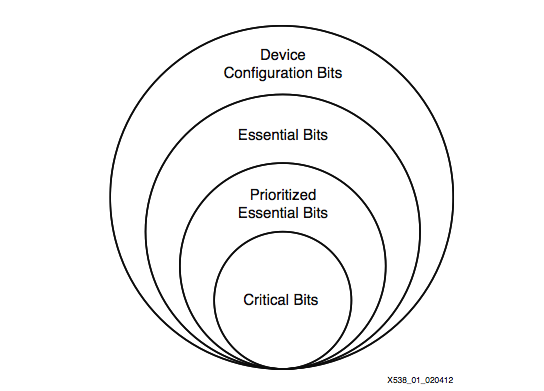 Device
Configuration Bits
Essential Bits
Prioritized
Essential Bits
Critical Bits
X538_01_020412